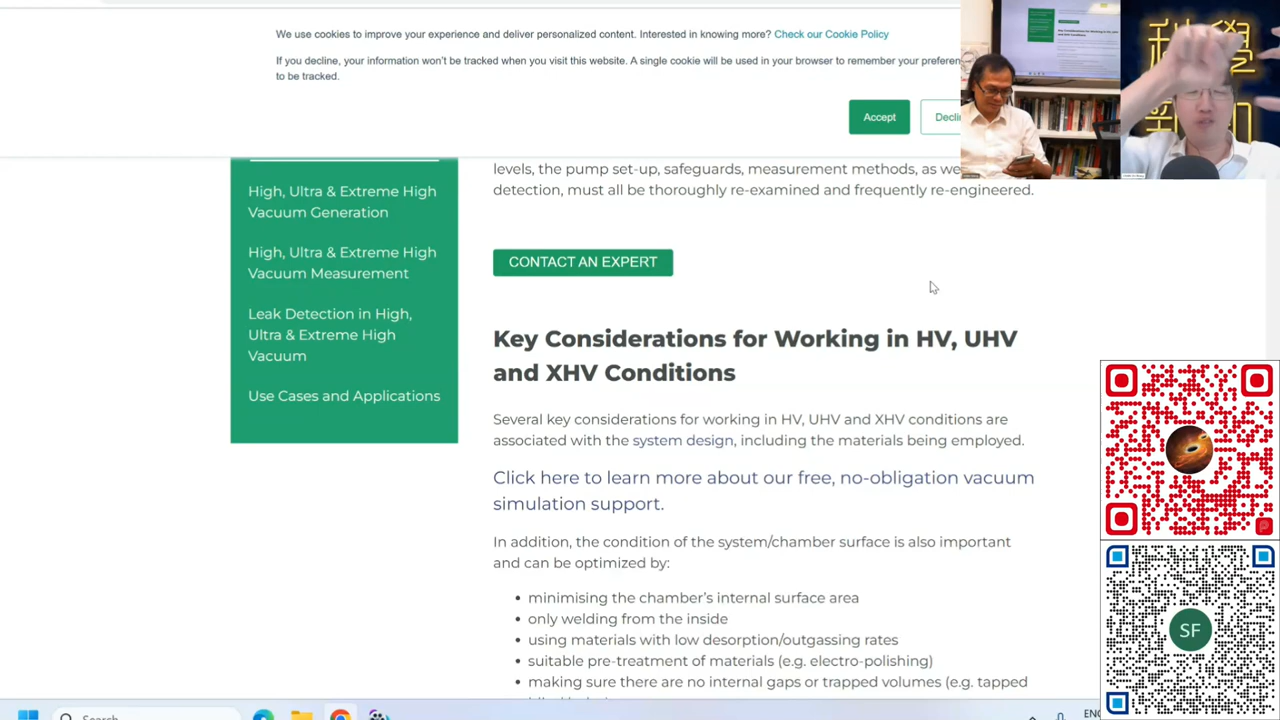 We use cookies to improve your experience and deliver personalized content. Interested in knowing more? Check our Cookie Policy
If you decline, your information won't be tracked when you visit this website. A single cookie will be used in your browser to remember your
to be tracked.
Accept
levels, the pump set-up, safeguards, measurement methods, as
detection, must all be thoroughly re-examined and frequently re-engineered.
High, Ultra & Extreme High
Vacuum Generation
High, Ultra & Extreme High
Vacuum Measurement
Leak Detection in High,
Ultra & Extreme High
Vacuum
Use Cases and Applications
CONTACT AN EXPERT
Key Considerations for Working in HV, UHV
and XHV Conditions
Several key considerations for working in HV, UHV and XHV conditions are
associated with the system design, including the materials being employed.
Click here to learn more about our free, no-obligation vacuum
simulation support.
In addition, the condition of the system/chamber surface is also important
and can be optimized by:
• minimising the chamber's internal surface area
• only welding from the inside
• using materials with low desorption/outgassing rates
• suitable pre-treatment of materials (e.g. electro-polishing)
• making sure there are no internal gaps or trapped volumes (e.g. tapped
SF
Search